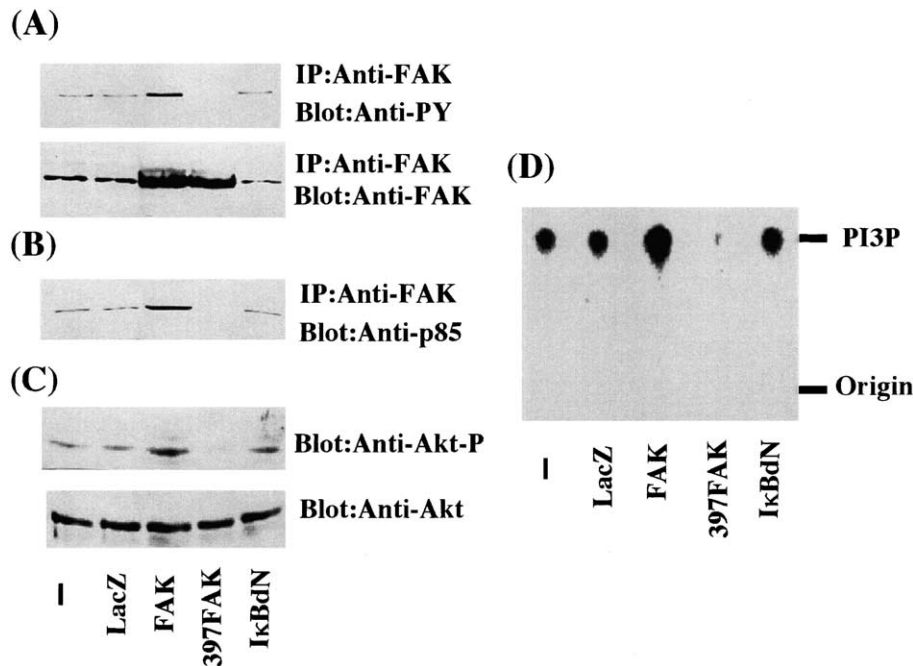 (A)
IP:Anti-FAK
Blot:Anti-PY
IP:Anti-FAK
Blot:Anti-FAK
(B)
IP:Anti-FAK
Blot:Anti-p85
(C)
Blot:Anti-Akt-P
Blot:Anti-Akt
–
LacZ
FAK
397FAK
IκBdN
(D)
PI3P
Origin
–
LacZ
FAK
397FAK
IκBdN